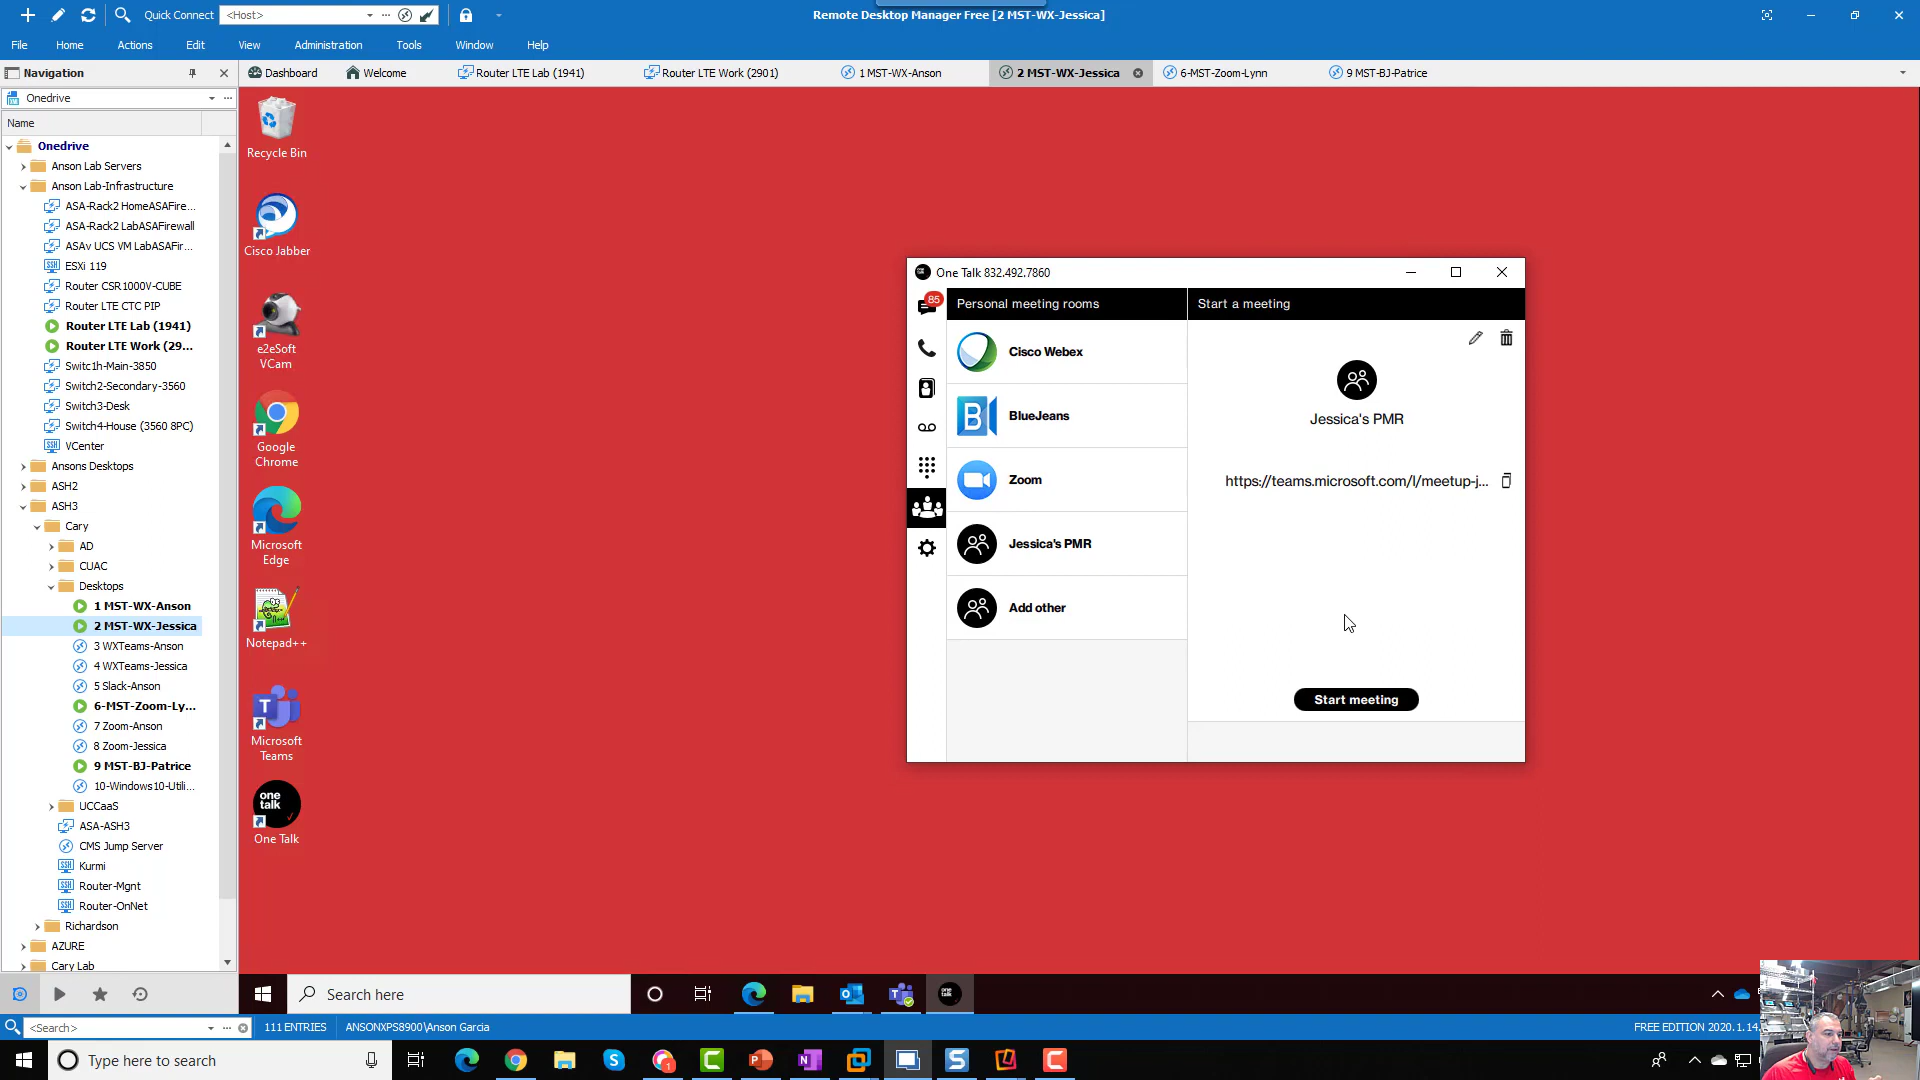 Quick Connect
<Host>
Remote Desktop Manager Free [2 MST-WX-Jessica]
File
Home
Actions
Edit
View
Administration
Tools
Window
Help
Navigation
Dashboard
Welcome
Router LTE Lab (1941)
Router LTE Work (2901)
1 MST-WX-Anson
2 MST-WX-Jessica
6-MST-Zoom-Lynn
9 MST-BJ-Patrice
Onedrive
Name
Onedrive
Anson Lab Servers
Anson Lab-Infrastructure
ASA-Rack2 HomeASAFire...
ASA-Rack2 LabASAFirewall
ASAv UCS VM LabASAFir...
ESXi 119
Router CSR1000V-CUBE
Router LTE CTC PIP
Router LTE Lab (1941)
Router LTE Work (29...
Switc1h-Main-3850
Switch2-Secondary-3560
Switch3-Desk
Switch4-House (3560 8PC)
VCenter
Ansons Desktops
ASH2
ASH3
Cary
AD
CUAC
Desktops
1 MST-WX-Anson
2 MST-WX-Jessica
3 WXTeams-Anson
4 WXTeams-Jessica
5 Slack-Anson
6-MST-Zoom-Ly...
7 Zoom-Anson
8 Zoom-Jessica
9 MST-BJ-Patrice
10-Windows10-Utili...
UCCaaS
ASA-ASH3
CMS Jump Server
Kurmi
Router-Mgnt
Router-OnNet
Richardson
AZURE
Cary Lab
Recycle Bin
Cisco Jabber
e2eSoft
VCam
Google
Chrome
Microsoft
Edge
Notepad++
Microsoft
Teams
one
talk
One Talk
One Talk 832.492.7860
85
Personal meeting rooms
Start a meeting
Cisco Webex
BlueJeans
Zoom
Jessica's PMR
Add other
Jessica's PMR
https://teams.microsoft.com/l/meetup-j...
Start meeting
Search here
<Search>
111 ENTRIES
ANSONXPS8900\Anson Garcia
FREE EDITION 2020.1.14.
Type here to search